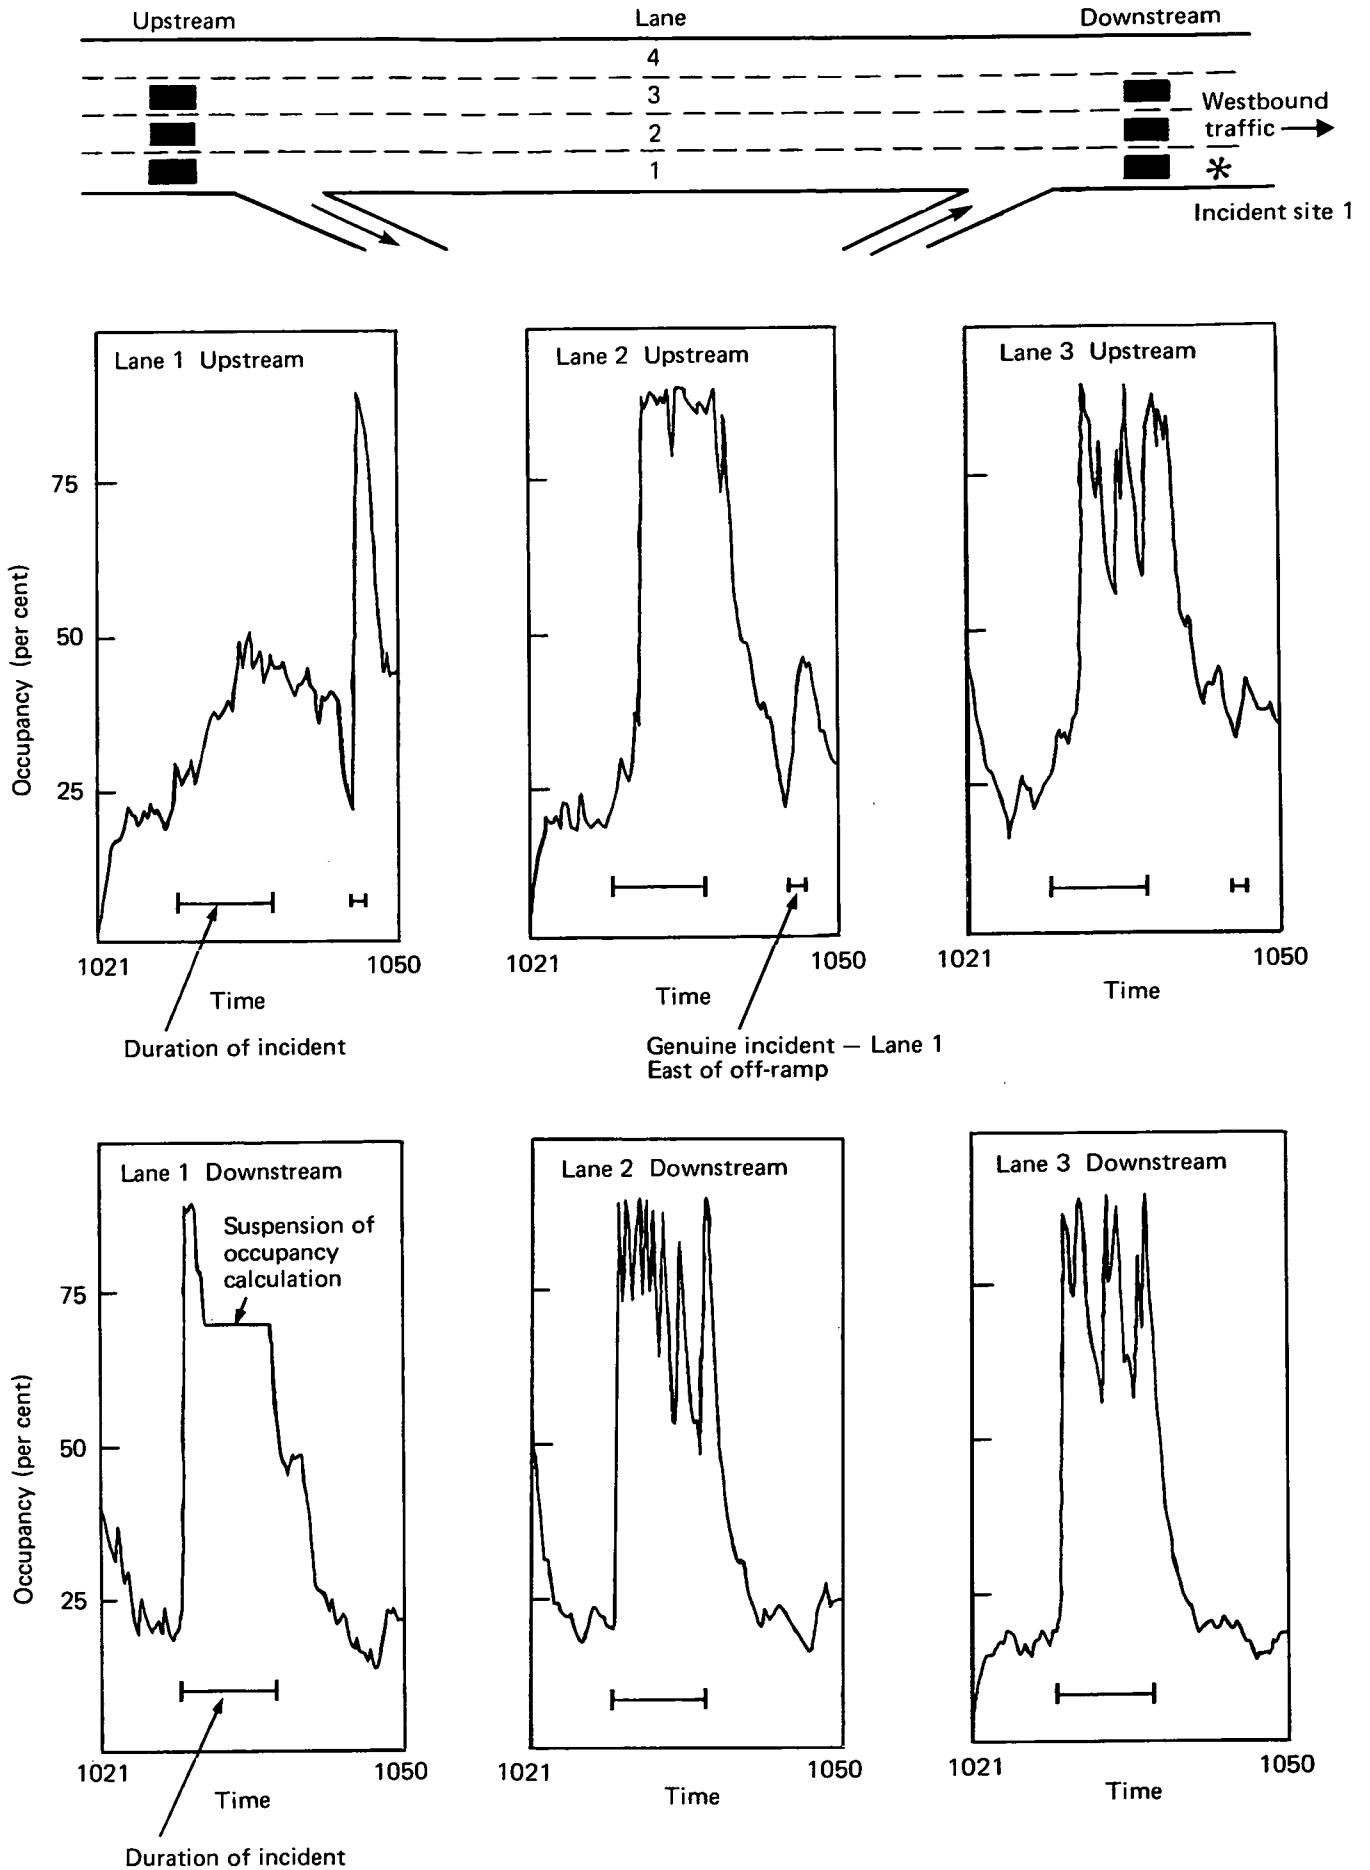 Upstream Lane Downstream
4
3
2
1
Westbound
traffic
*
Incident site 1
Lane 1 Upstream
Lane 2 Upstream
Lane 3 Upstream
75
50
25
Occupancy (per cent)
1021 1050
Time
1021 1050
Time
1021 1050
Time
Duration of incident
Genuine incident — Lane 1
East of off-ramp
Lane 1 Downstream
Suspension of
occupancy
calculation
Lane 2 Downstream
Lane 3 Downstream
75
50
25
Occupancy (per cent)
1021 1050
Time
1021 1050
Time
1021 1050
Time
Duration of incident